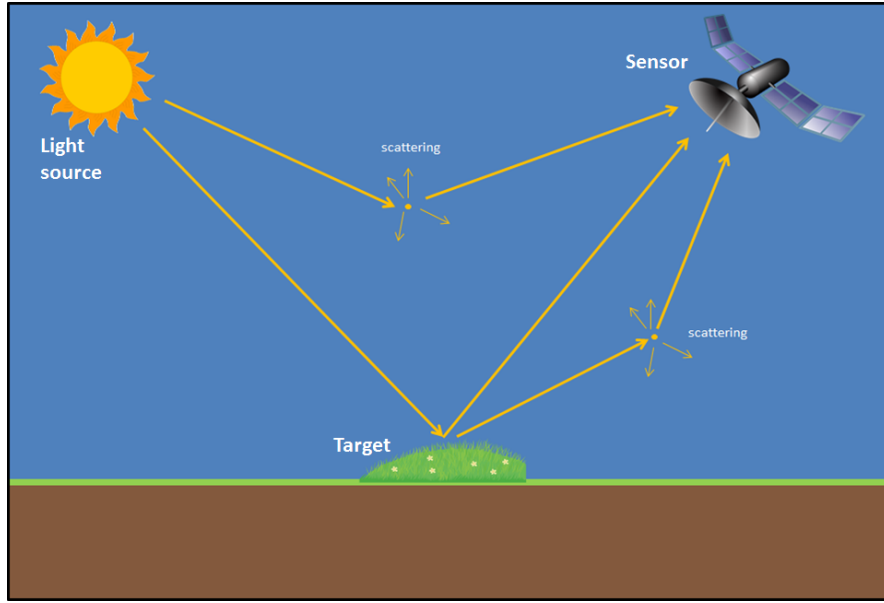 Sensor
Light
source
scattering
scattering
Target